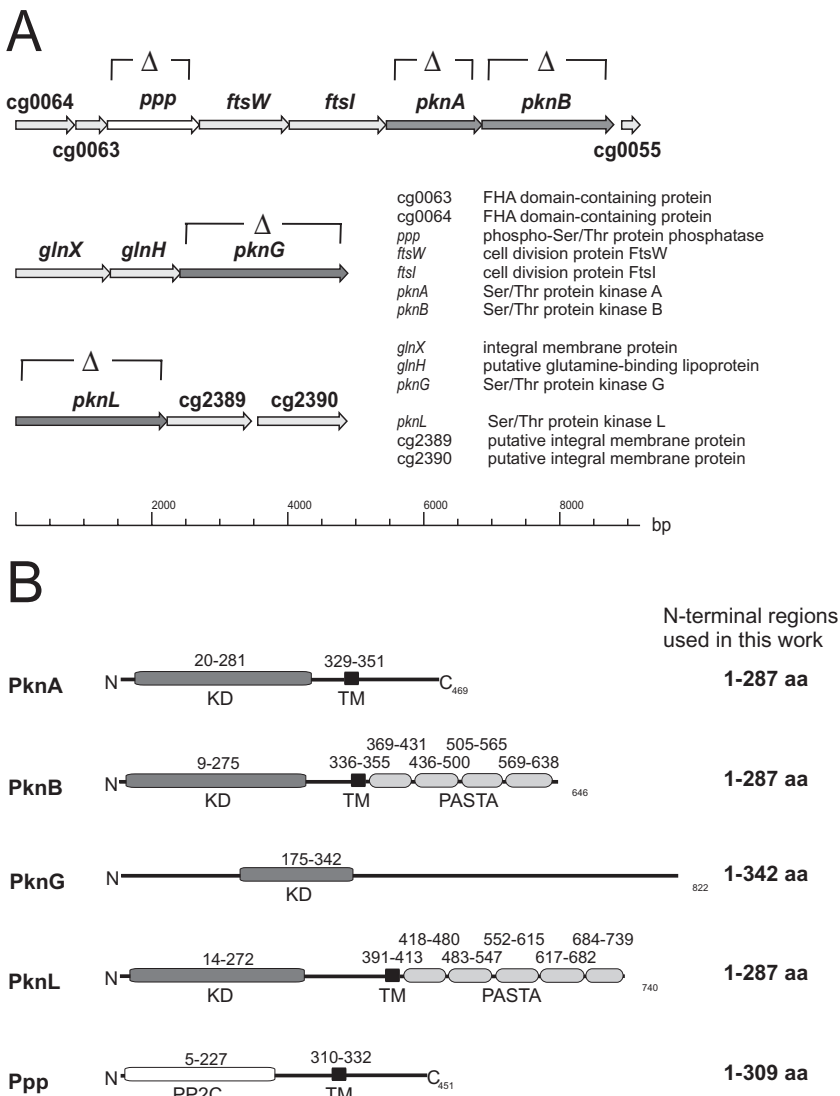 A
Δ Δ Δ
cg0064 ppp ftsW ftsI pknA pknB
cg0063 cg0055
Δ
glnX glnH pknG
Δ
pknL cg2389 cg2390
cg0063 FHA domain-containing protein
cg0064 FHA domain-containing protein
ppp phospho-Ser/Thr protein phosphatase
ftsW cell division protein FtsW
ftsI cell division protein FtsI
pknA Ser/Thr protein kinase A
pknB Ser/Thr protein kinase B
glnX integral membrane protein
glnH putative glutamine-binding lipoprotein
pknG Ser/Thr protein kinase G
pknL Ser/Thr protein kinase L
cg2389 putative integral membrane protein
cg2390 putative integral membrane protein
2000 4000 6000 8000 bp
B
N-terminal regions
used in this work
20-281 329-351
PknA N C469 1-287 aa
KD TM
369-431 505-565
9-275 336-355 436-500 569-638
PknB N 646 1-287 aa
KD TM PASTA
175-342
PknG N 822 1-342 aa
KD
418-480 552-615 684-739
14-272 391-413 483-547 617-682
PknL N 740 1-287 aa
KD TM PASTA
5-227 310-332
Ppp N C451 1-309 aa
PP2C TM